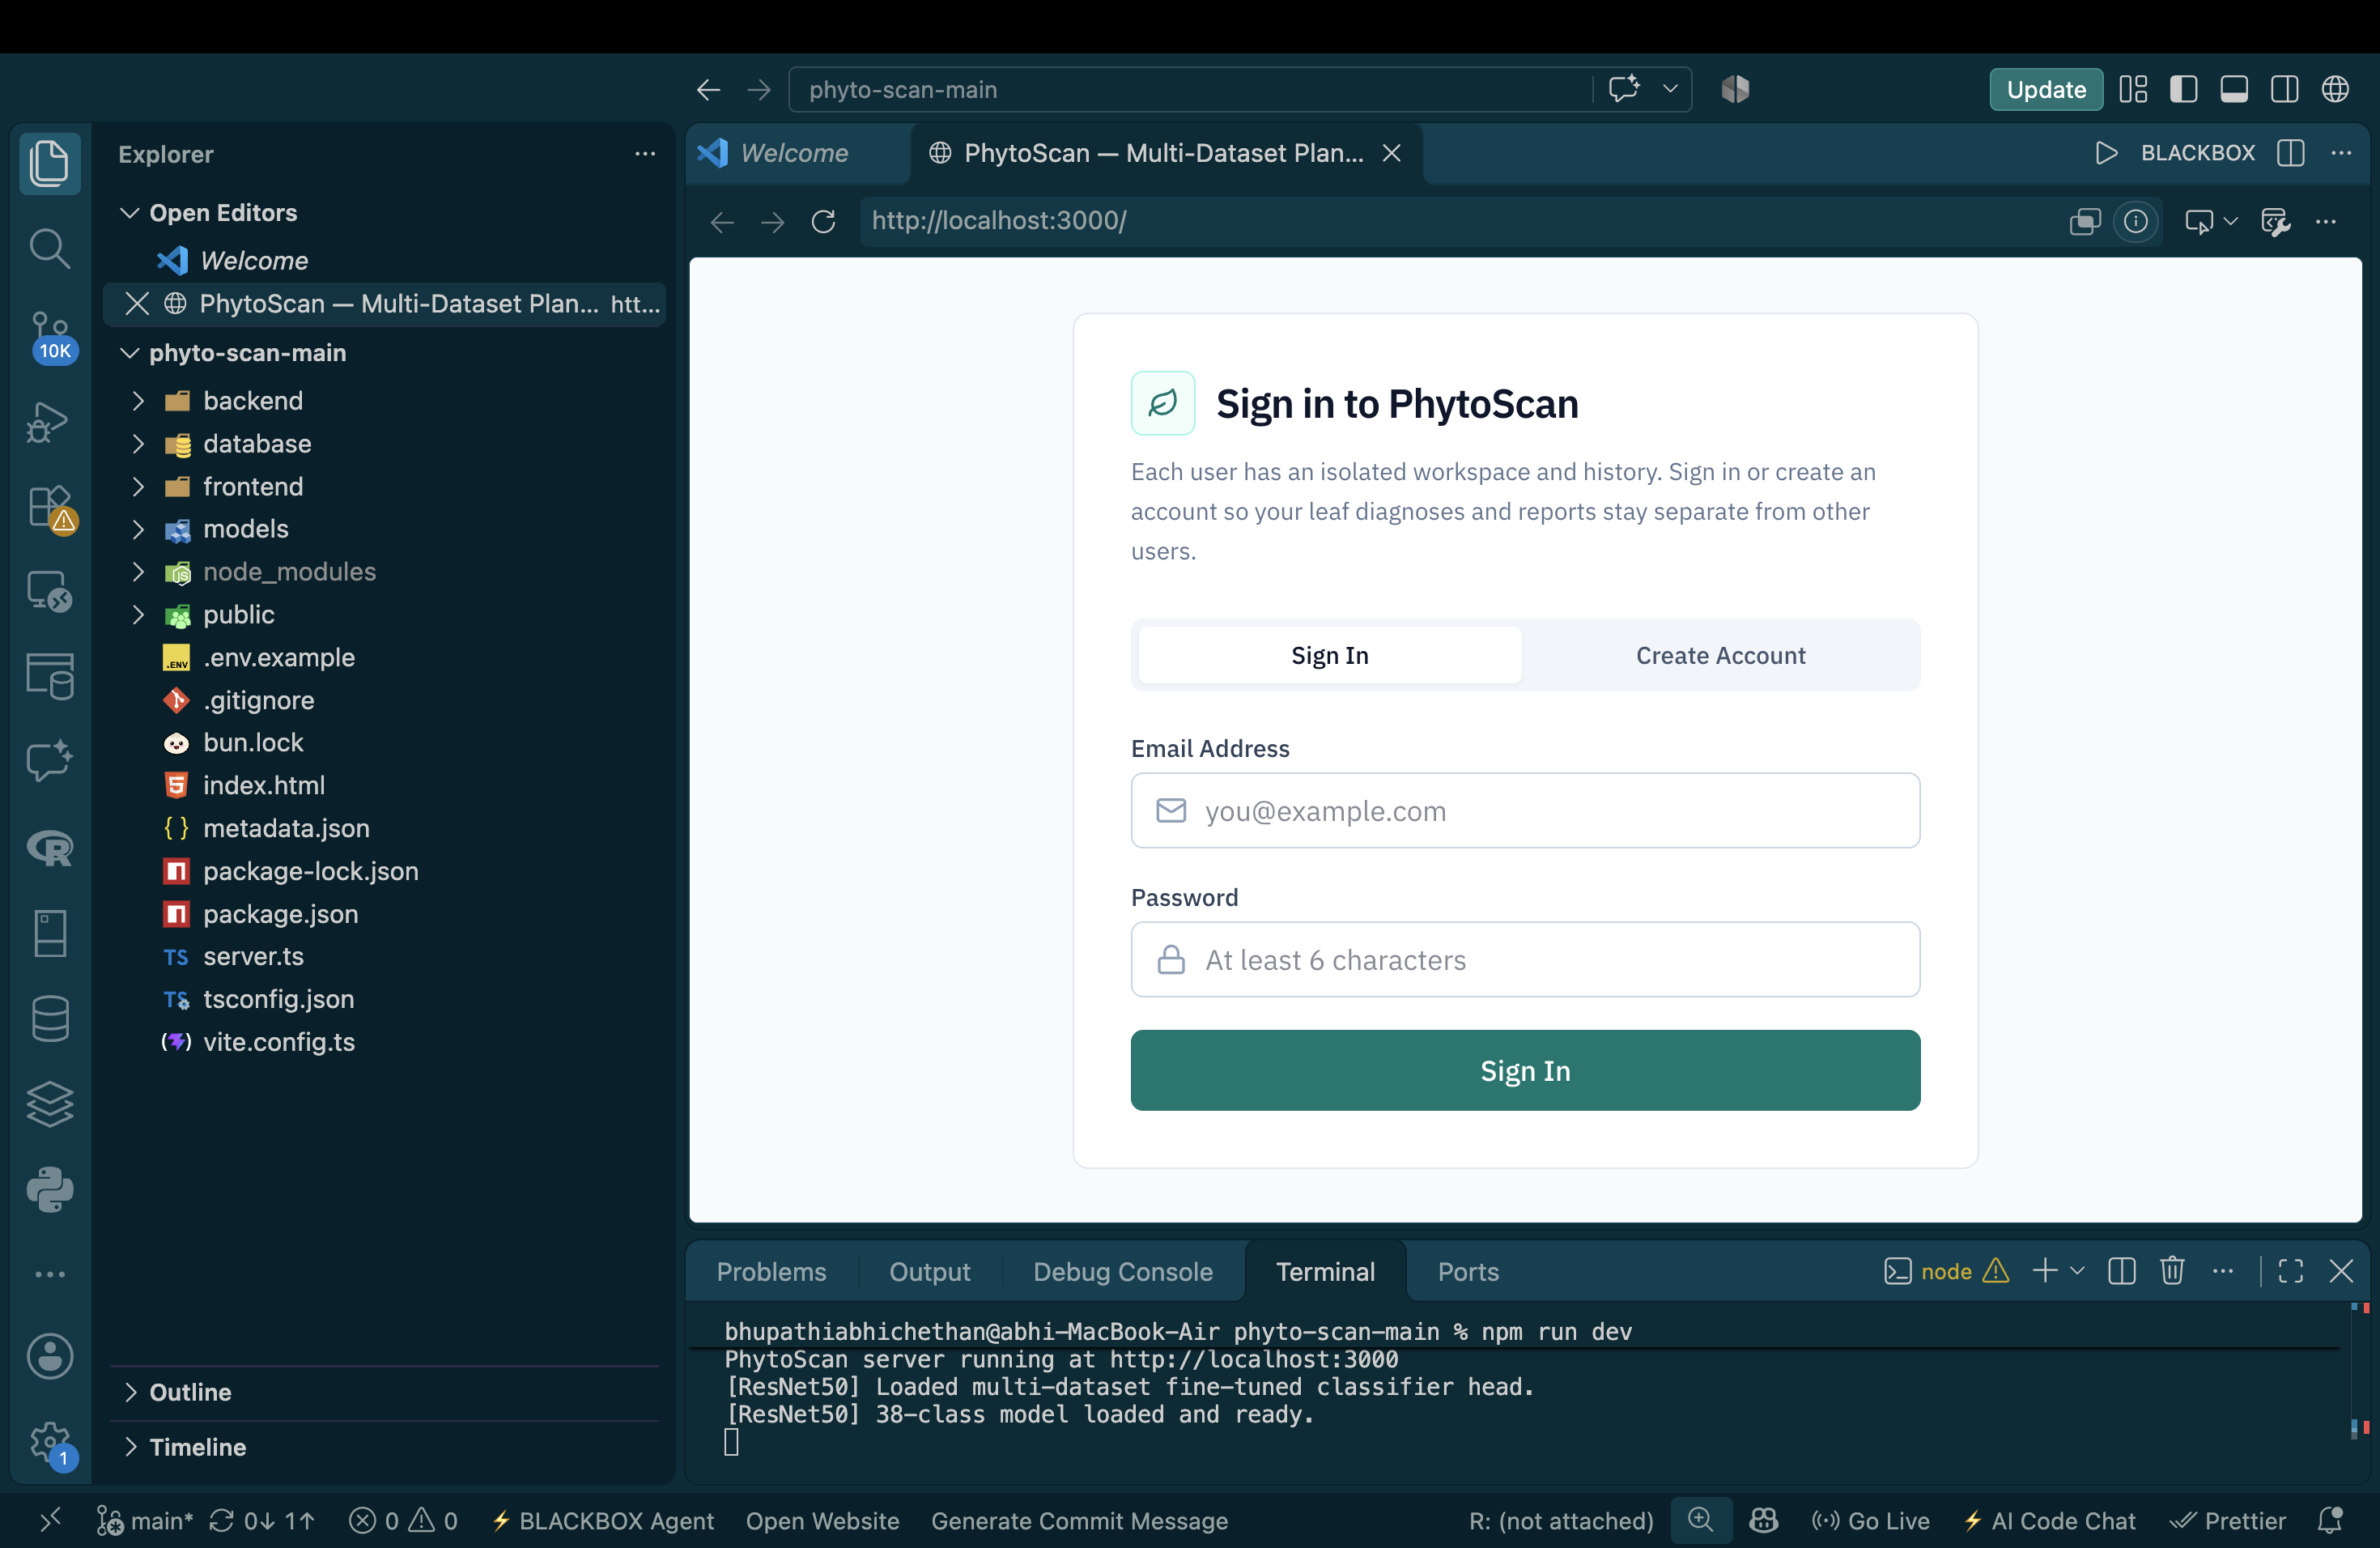 phyto-scan-main
Update
Explorer
Open Editors
Welcome
PhytoScan — Multi-Dataset Plan... htt...
phyto-scan-main
backend
database
frontend
models
node_modules
public
.env.example
.gitignore
bun.lock
index.html
metadata.json
package-lock.json
package.json
server.ts
tsconfig.json
vite.config.ts
Outline
Timeline
10K
1
Welcome
PhytoScan — Multi-Dataset Plan...
BLACKBOX
http://localhost:3000/
Sign in to PhytoScan
Each user has an isolated workspace and history. Sign in or create an
account so your leaf diagnoses and reports stay separate from other
users.
Sign In
Create Account
Email Address
you@example.com
Password
At least 6 characters
Sign In
Problems
Output
Debug Console
Terminal
Ports
node
bhupathiabhichethan@abhi-MacBook-Air phyto-scan-main % npm run dev
PhytoScan server running at http://localhost:3000
[ResNet50] Loaded multi-dataset fine-tuned classifier head.
[ResNet50] 38-class model loaded and ready.
main* 0↓ 1↑ 0 0 BLACKBOX Agent Open Website Generate Commit Message R: (not attached) Go Live AI Code Chat Prettier